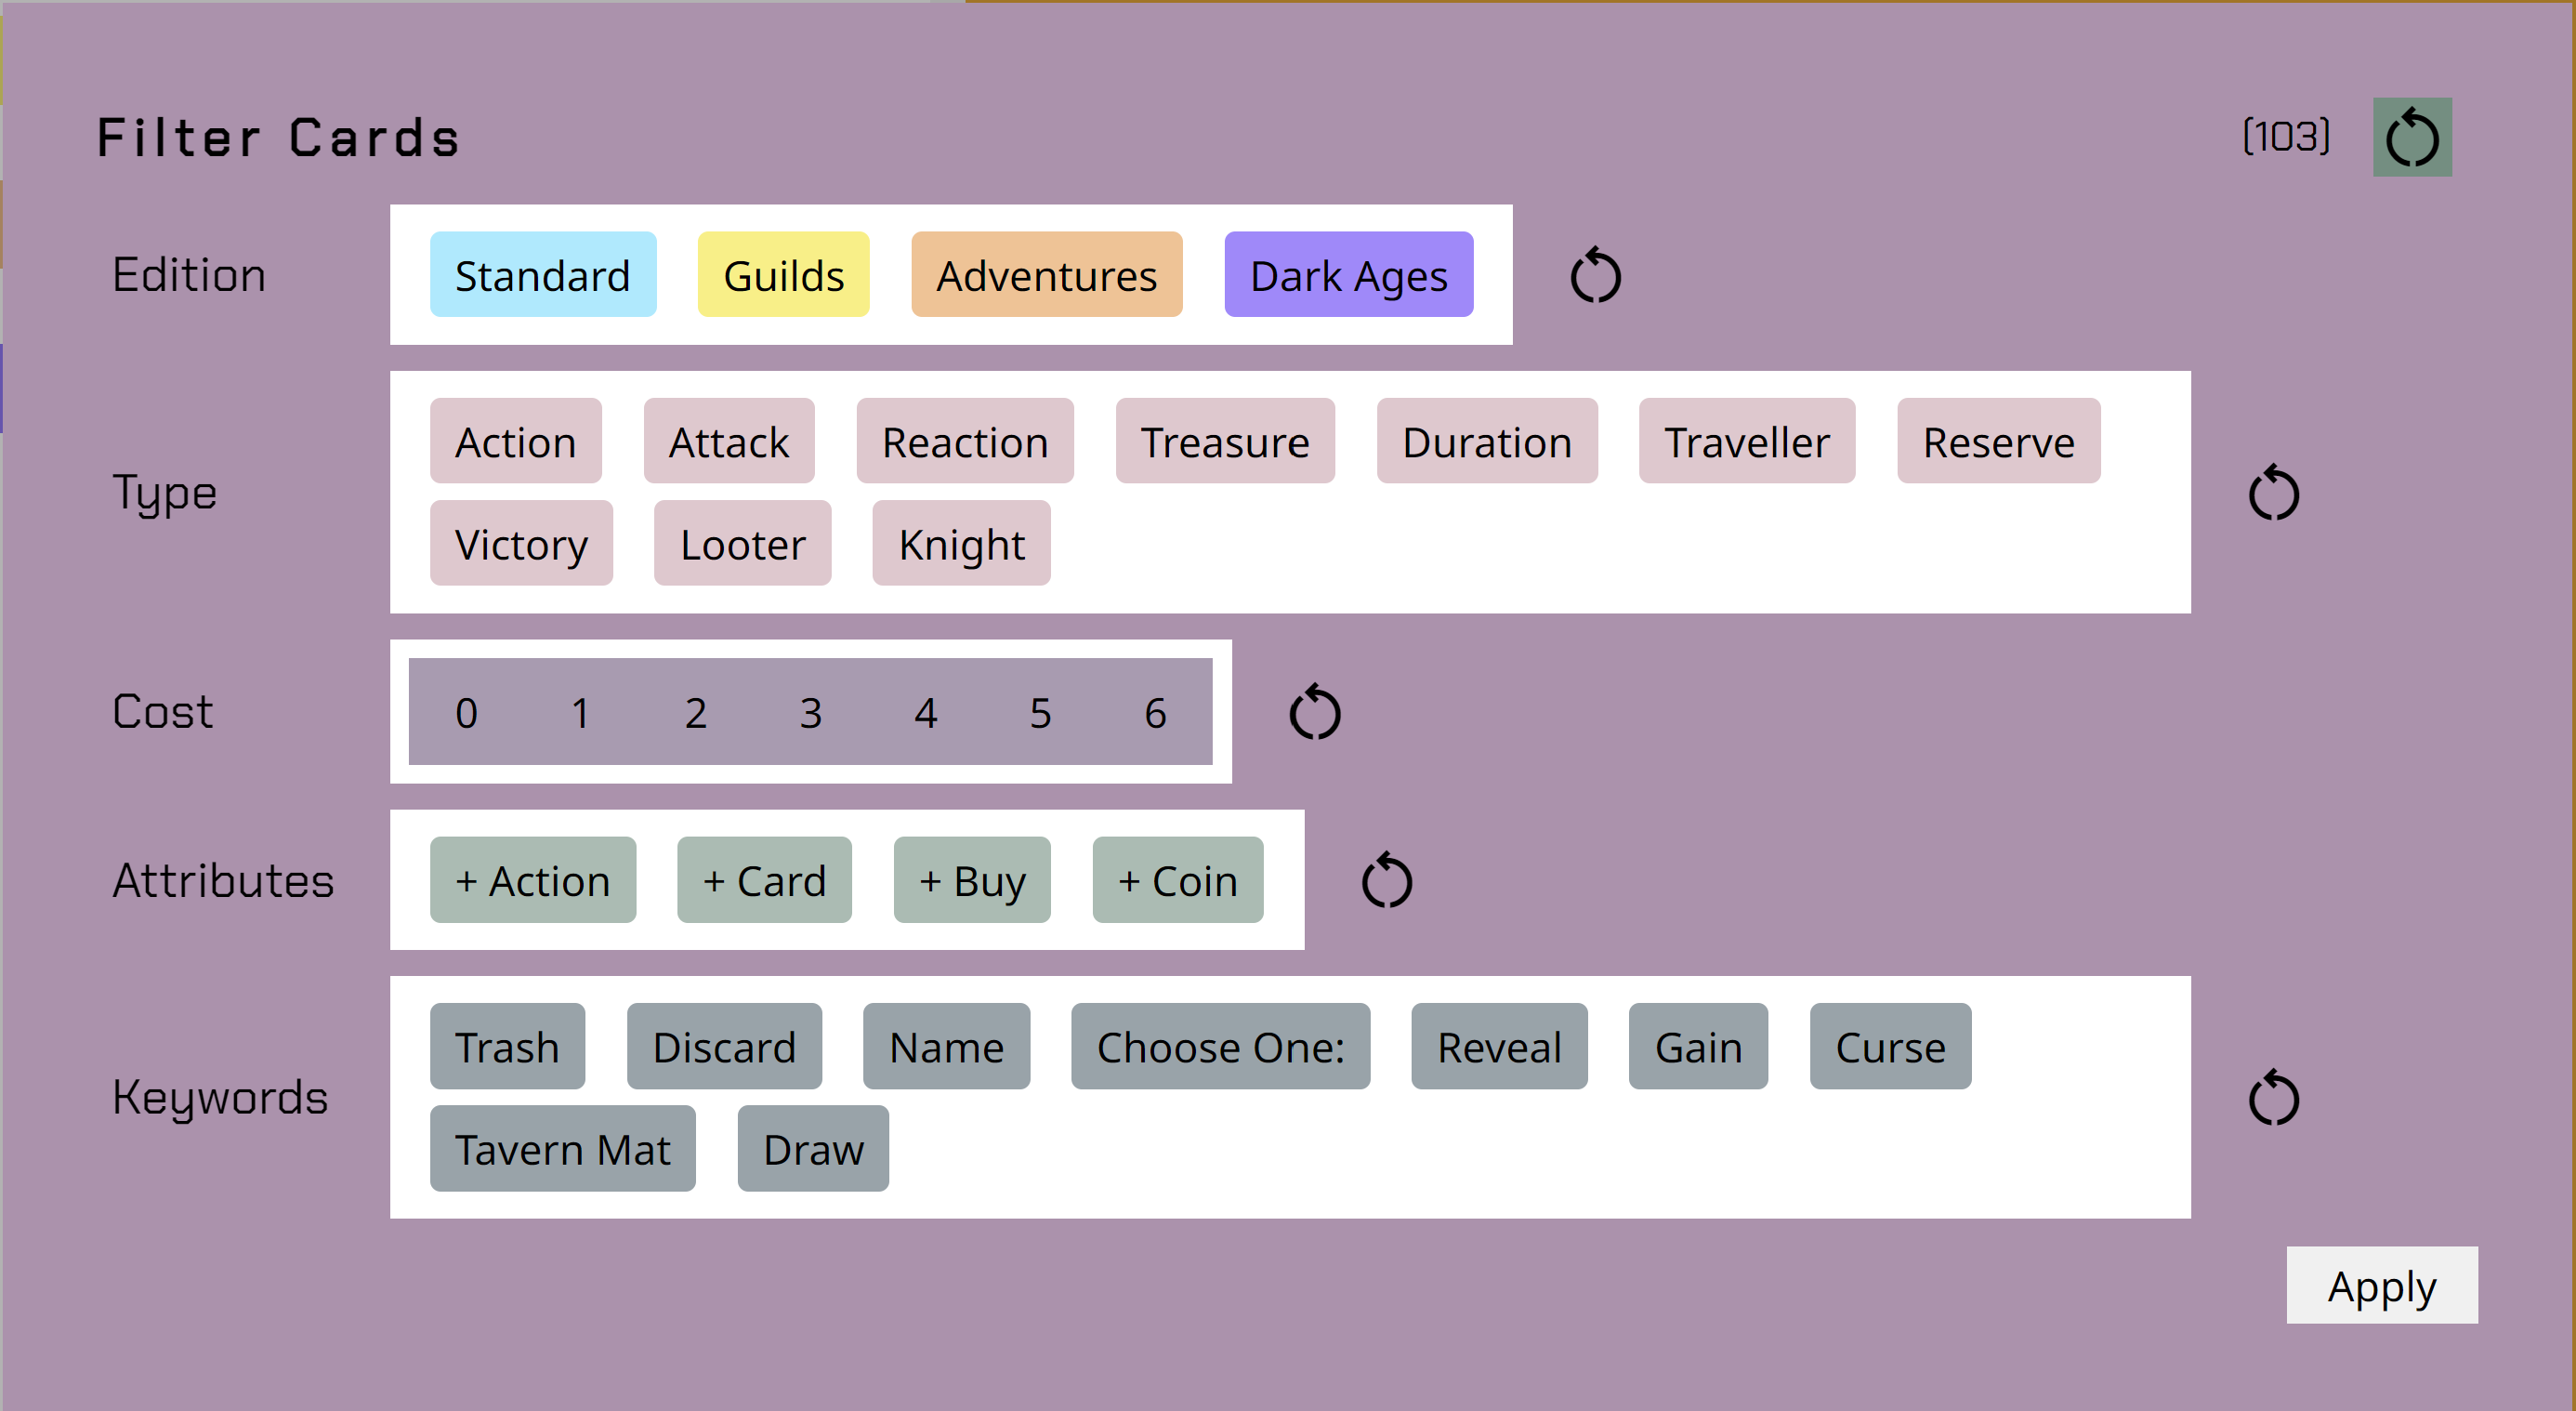 Filter Cards (103)
Edition Standard Guilds Adventures Dark Ages
Action Attack Reaction Treasure Duration Traveller Reserve
Type
Victory Looter Knight
Cost 0 1 2 3 4 5 6
Attributes + Action + Card + Buy + Coin
Trash Discard Name Choose One: Reveal Gain Curse
Keywords
Tavern Mat Draw
Apply